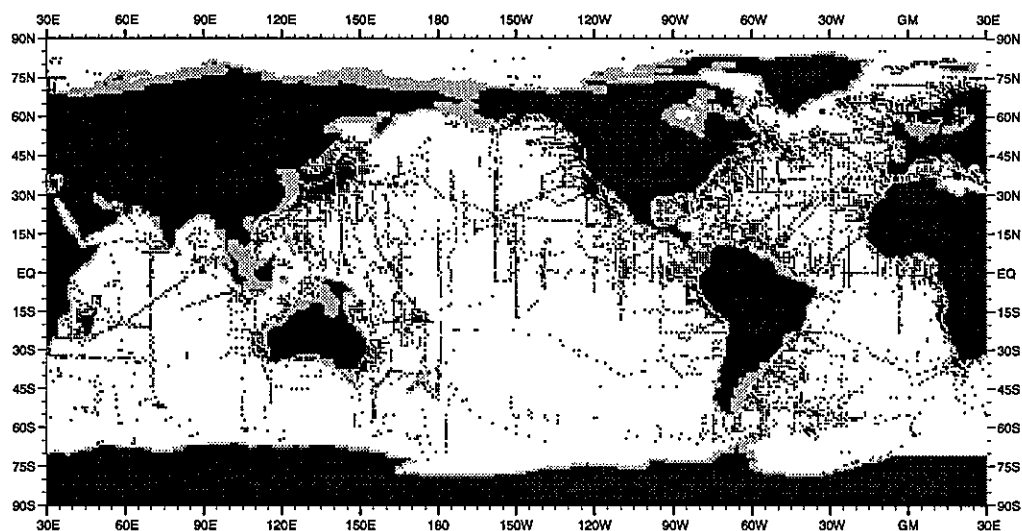 30E 60E 90E 120E 150E 180 150W 120W 90W 60W 30W GM 30E
90N 90N
75N 75N
60N 60N
45N 45N
30N 30N
15N 15N
EQ EQ
15S 15S
30S 30S
45S 45S
60S 60S
75S 75S
90S 90S
30E 60E 90E 120E 150E 180 150W 120W 90W 60W 30W GM 30E